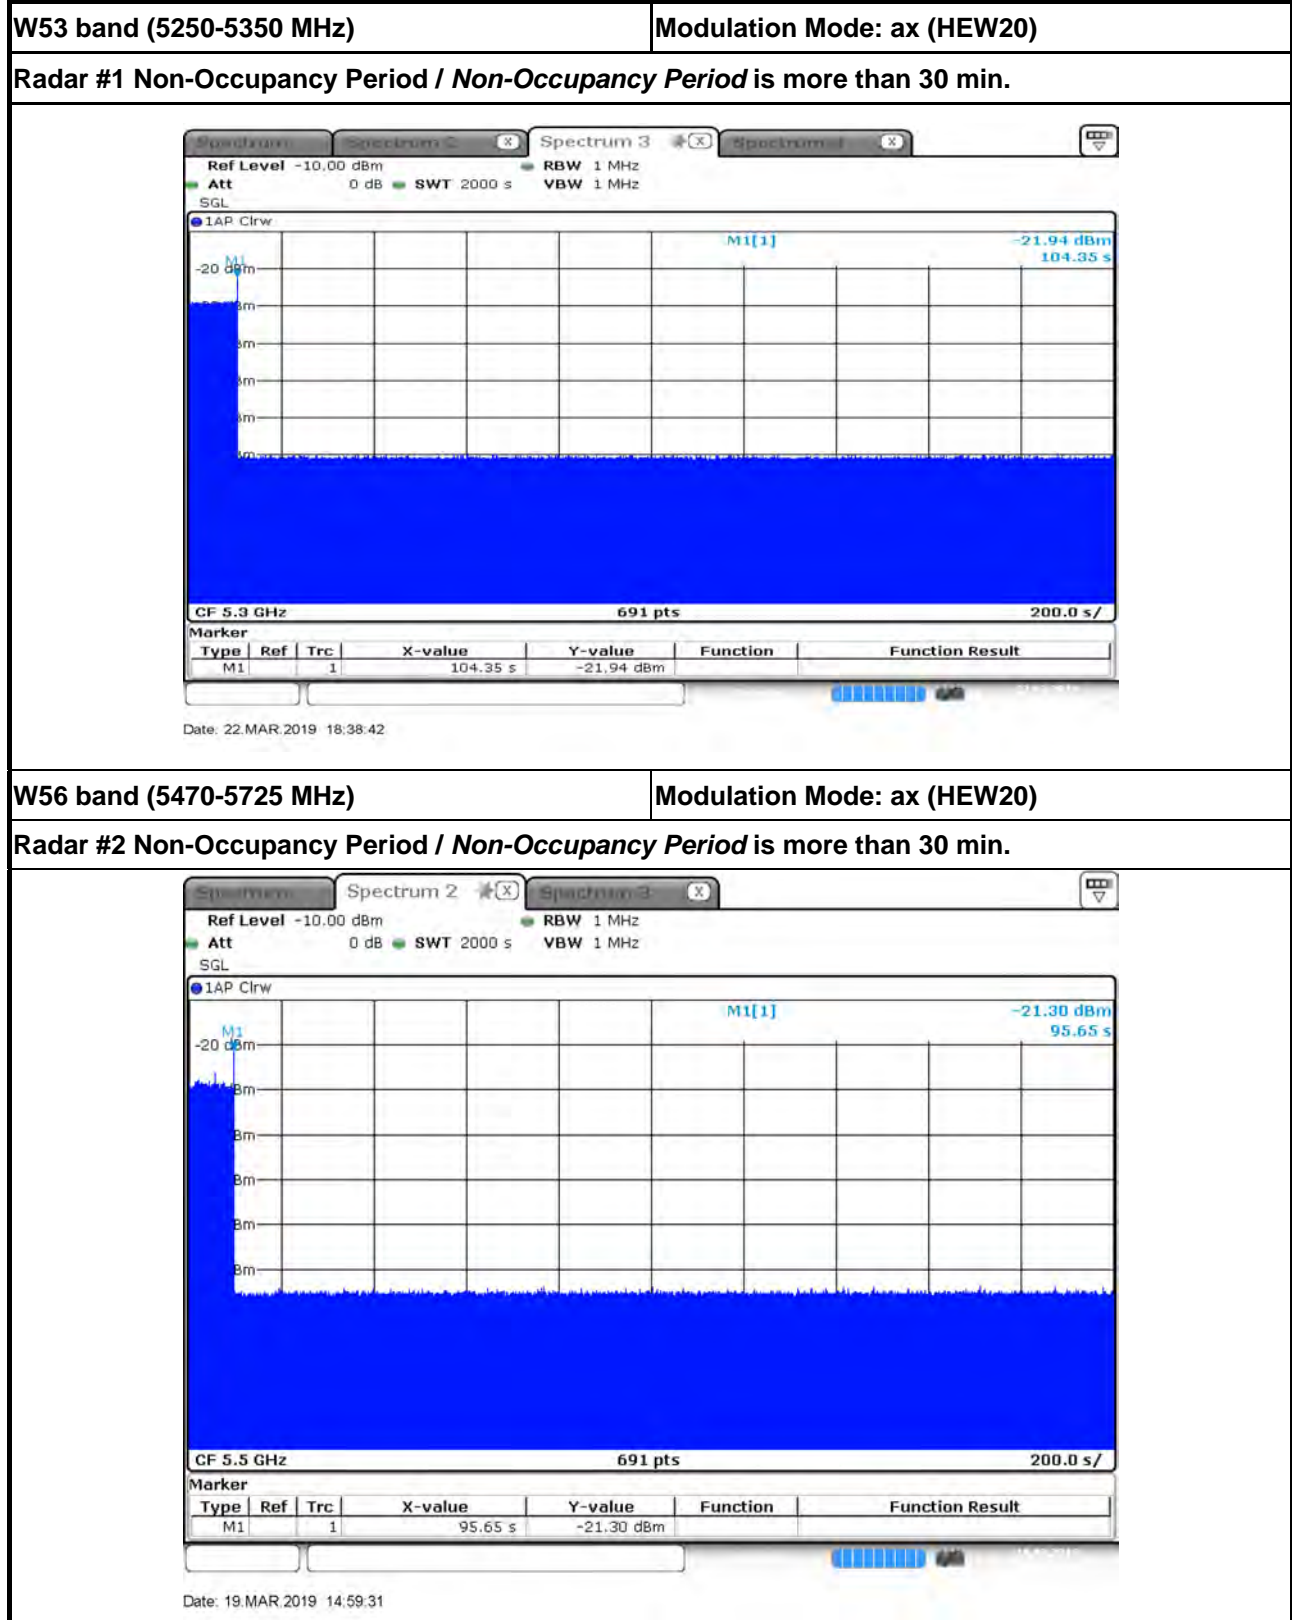 W53 band (5250-5350 MHz) Modulation Mode: ax (HEW20)
Radar #1 Non-Occupancy Period / Non-Occupancy Period is more than 30 min.
Spectrum Spectrum 2 Spectrum 3 Spectrum 4
Ref Level -10.00 dBm RBW 1 MHz
Att 0 dB SWT 2000 s VBW 1 MHz
SGL
1AP Clrw
M1[1] -21.94 dBm
104.35 s
M1
-20 dBm
CF 5.3 GHz 691 pts 200.0 s/
Marker
Type Ref Trc X-value Y-value Function Function Result
M1 1 104.35 s -21.94 dBm
Date: 22.MAR.2019 18:38:42
W56 band (5470-5725 MHz) Modulation Mode: ax (HEW20)
Radar #2 Non-Occupancy Period / Non-Occupancy Period is more than 30 min.
Spectrum Spectrum 2 Spectrum 3
Ref Level -10.00 dBm RBW 1 MHz
Att 0 dB SWT 2000 s VBW 1 MHz
SGL
1AP Clrw
M1[1] -21.30 dBm
95.65 s
M1
-20 dBm
CF 5.5 GHz 691 pts 200.0 s/
Marker
Type Ref Trc X-value Y-value Function Function Result
M1 1 95.65 s -21.30 dBm
Date: 19.MAR.2019 14:59:31